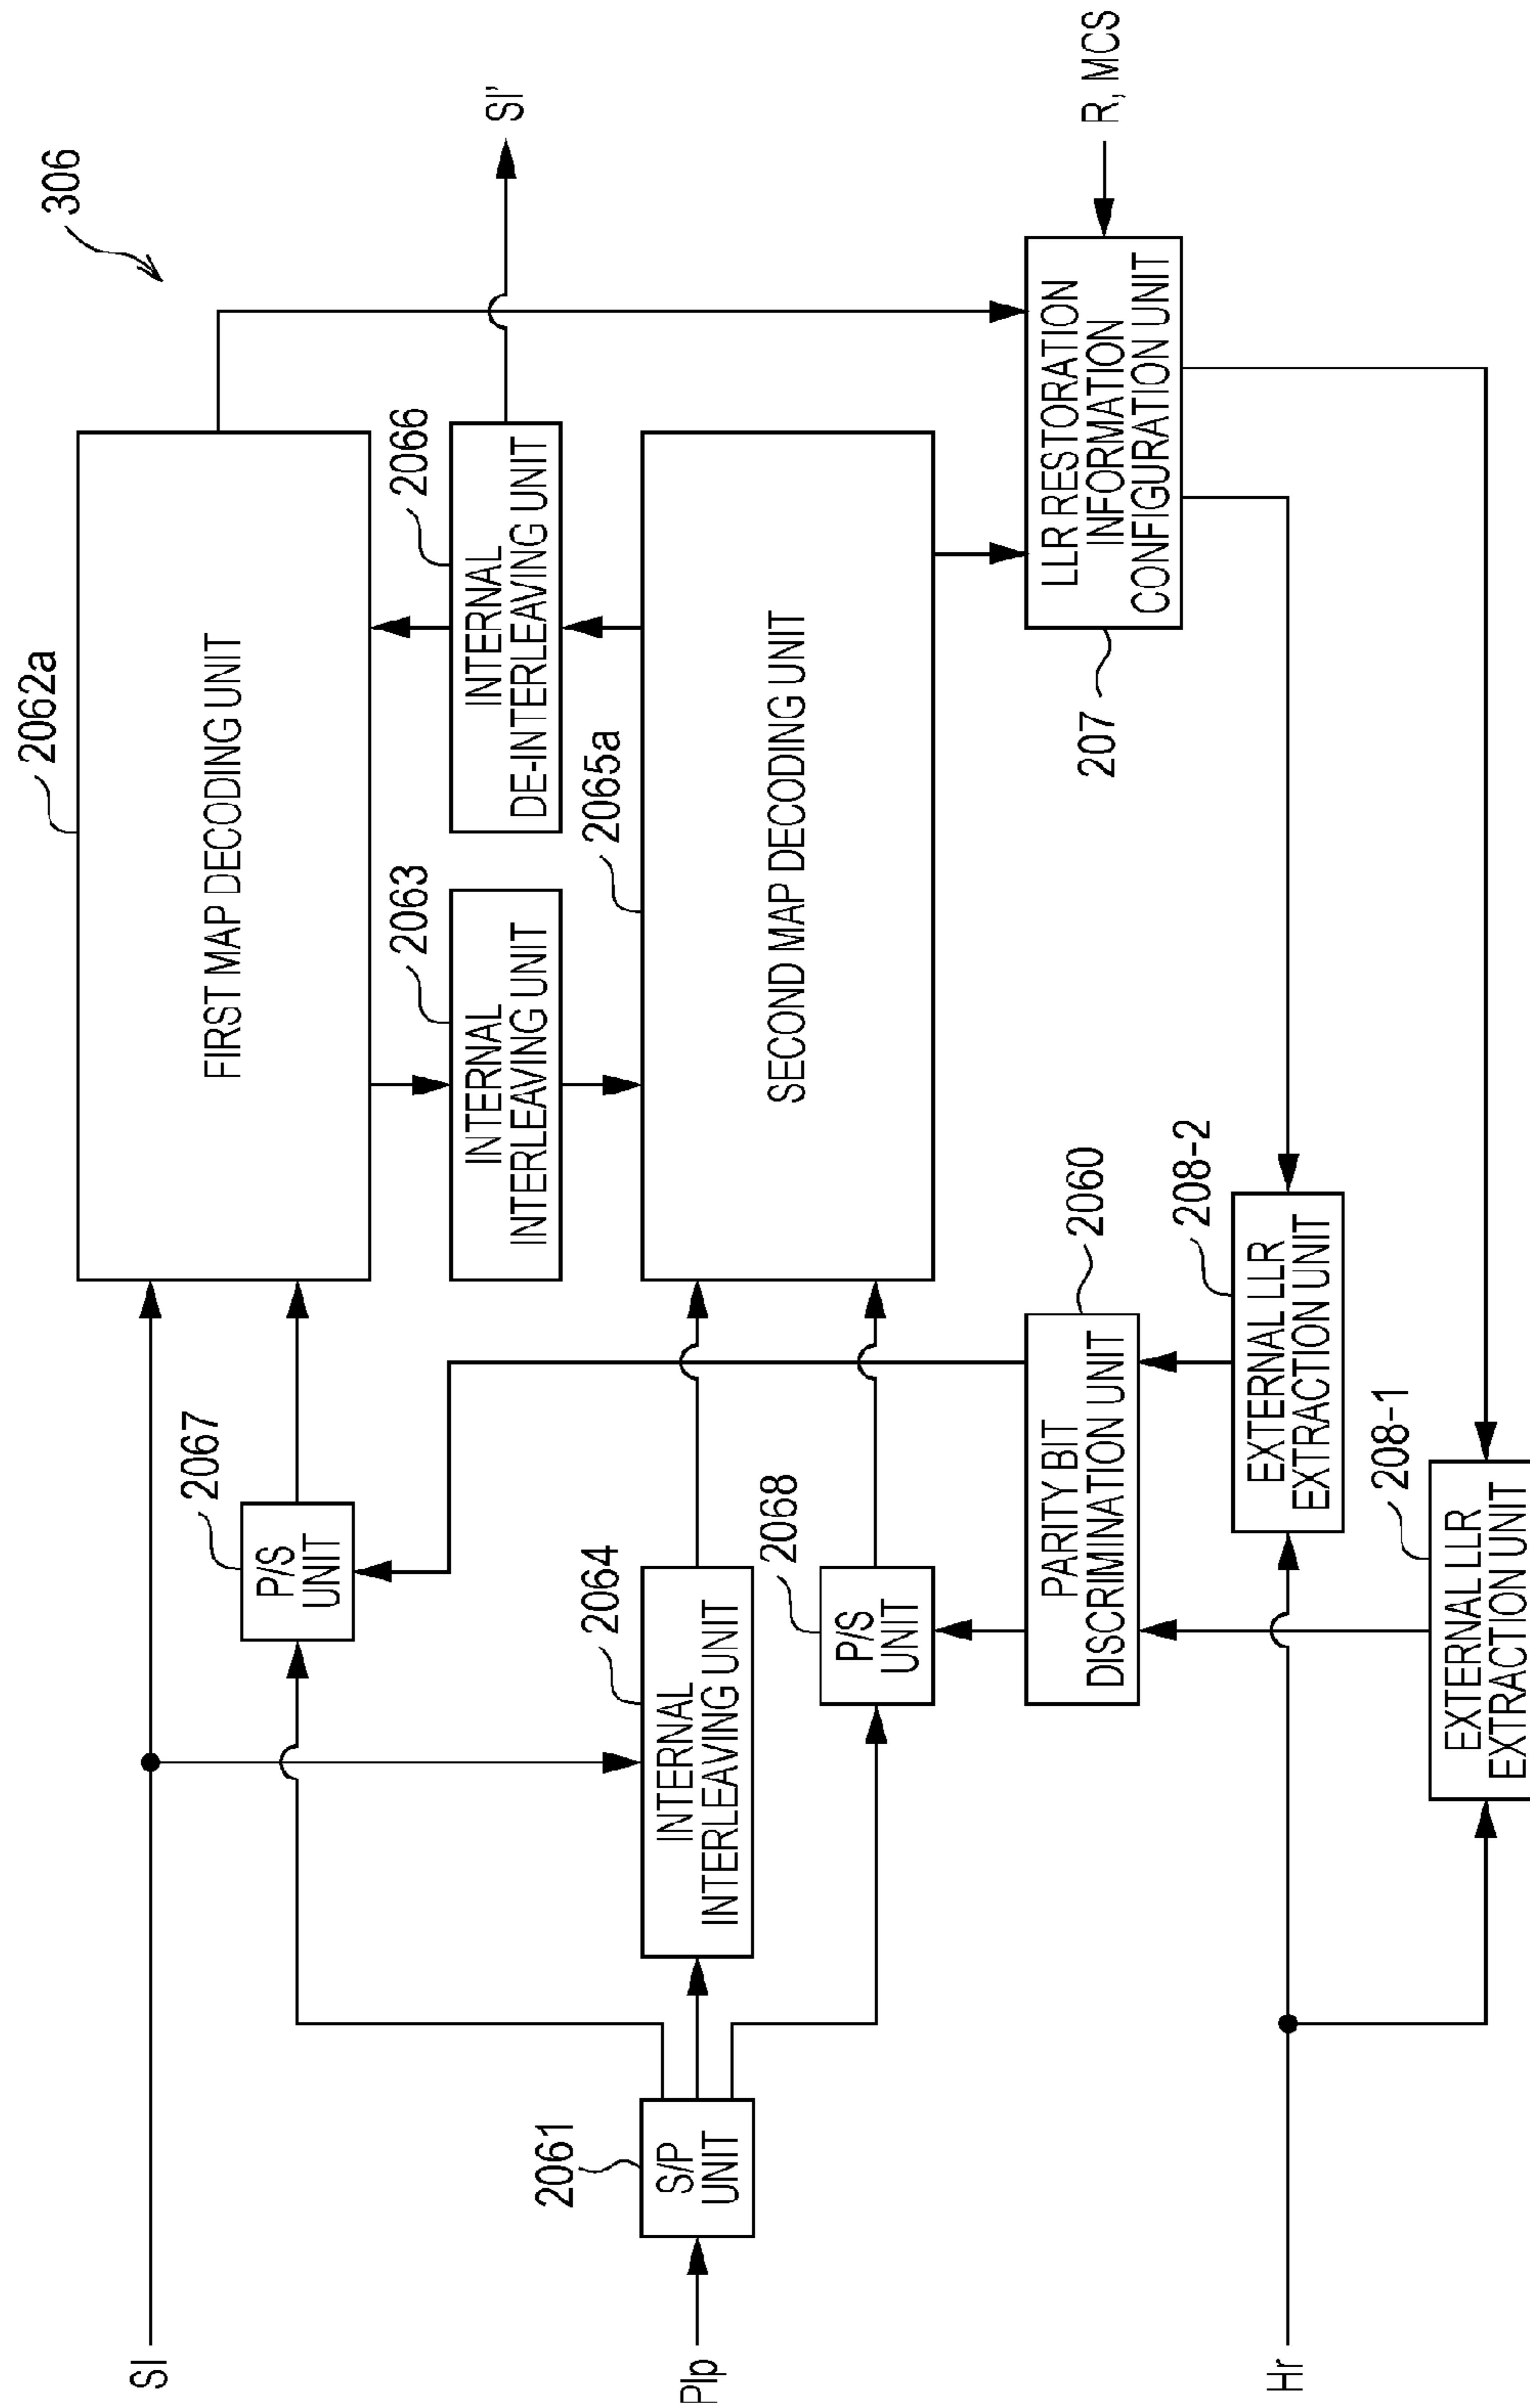 306
2062a
FIRST MAP DECODING UNIT
SI
2067
P/S
UNIT
2063
INTERNAL
INTERLEAVING UNIT
2066
INTERNAL
DE-INTERLEAVING UNIT
SI'
2061
S/P
UNIT
PIp
2064
INTERNAL
INTERLEAVING UNIT
2065a
SECOND MAP DECODING UNIT
2068
P/S
UNIT
2060
PARITY BIT
DISCRIMINATION UNIT
207
LLR RESTORATION
INFORMATION
CONFIGURATION UNIT
R, MCS
208-2
EXTERNAL LLR
EXTRACTION UNIT
Hr
208-1
EXTERNAL LLR
EXTRACTION UNIT